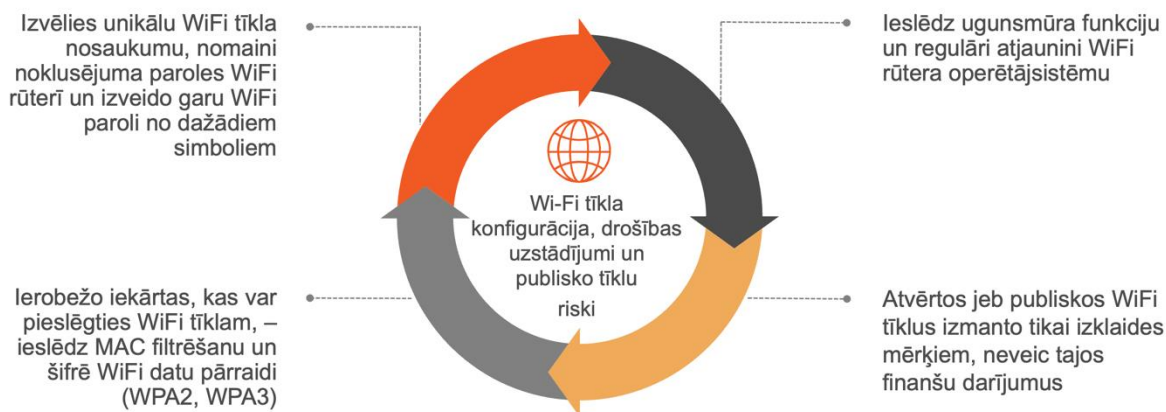 Izvēlies unikālu WiFi tīkla
nosaukumu, nomaini
noklusējuma paroles WiFi
rūterī un izveido garu WiFi
paroli no dažādiem
simboliem
Ieslēdz ugunsmūra funkciju
un regulāri atjaunini WiFi
rūtera operētājsistēmu
Wi-Fi tīkla
konfigurācija, drošības
uzstādījumi un
publisko tīklu
riski
Ierobežo iekārtas, kas var
pieslēgties WiFi tīklam, –
ieslēdz MAC filtrēšanu un
šifrē WiFi datu pārraidi
(WPA2, WPA3)
Atvērtos jeb publiskos WiFi
tīklus izmanto tikai izklaides
mērķiem, neveic tajos
finanšu darījumus